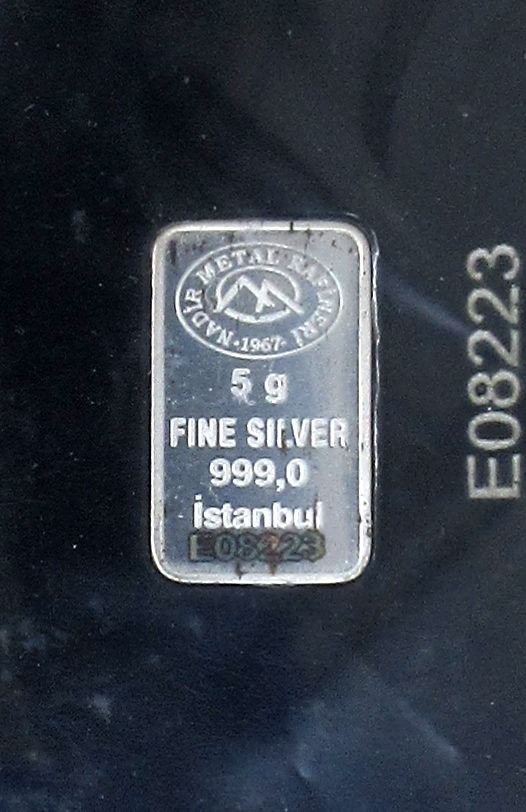 NADİR METAL RAFİNERİ
·1967·
5 g
FINE SILVER
999,0
İstanbul
E08223
E08223